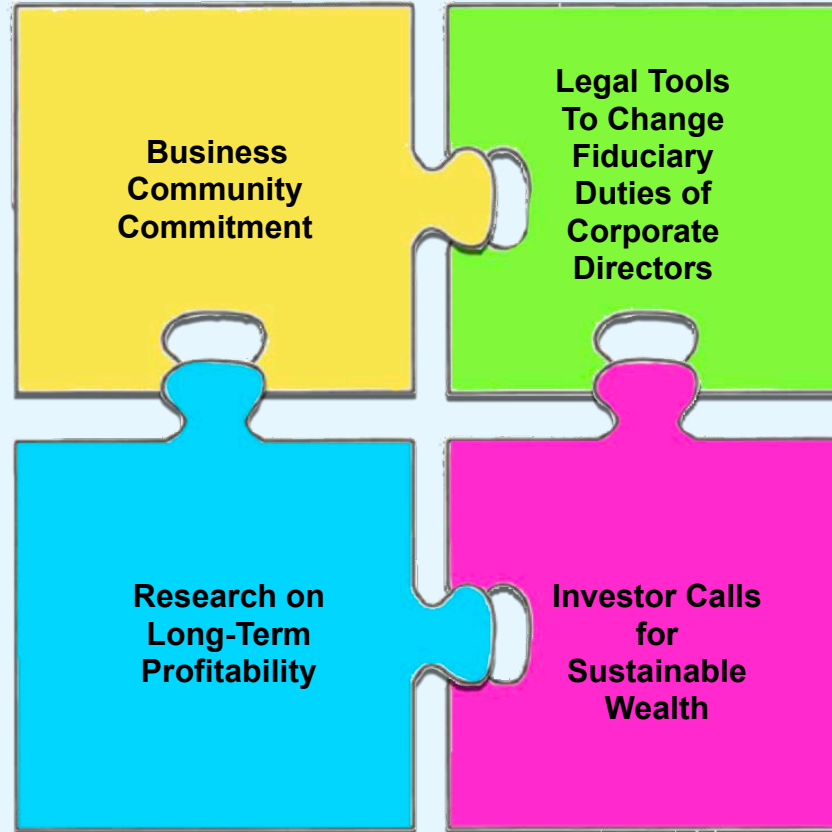 Business
Community
Commitment
Legal Tools
To Change
Fiduciary
Duties of
Corporate
Directors
Research on
Long-Term
Profitability
Investor Calls
for
Sustainable
Wealth